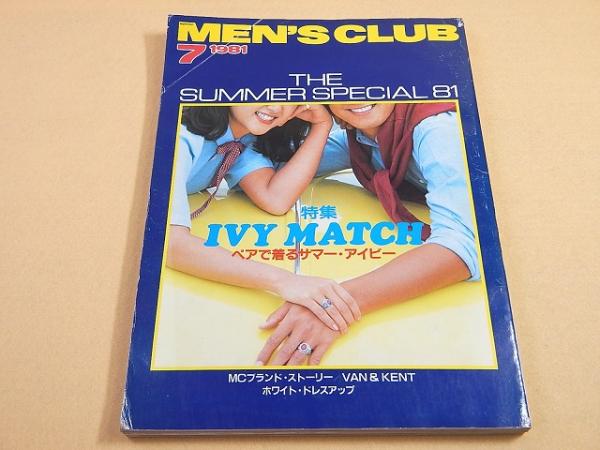 MEN'S CLUB
7 1981
THE
SUMMER SPECIAL 81
特集
IVY MATCH
ペアで着るサマー・アイビー
MCブランド・ストーリー／VAN & KENT
ホワイト・ドレスアップ